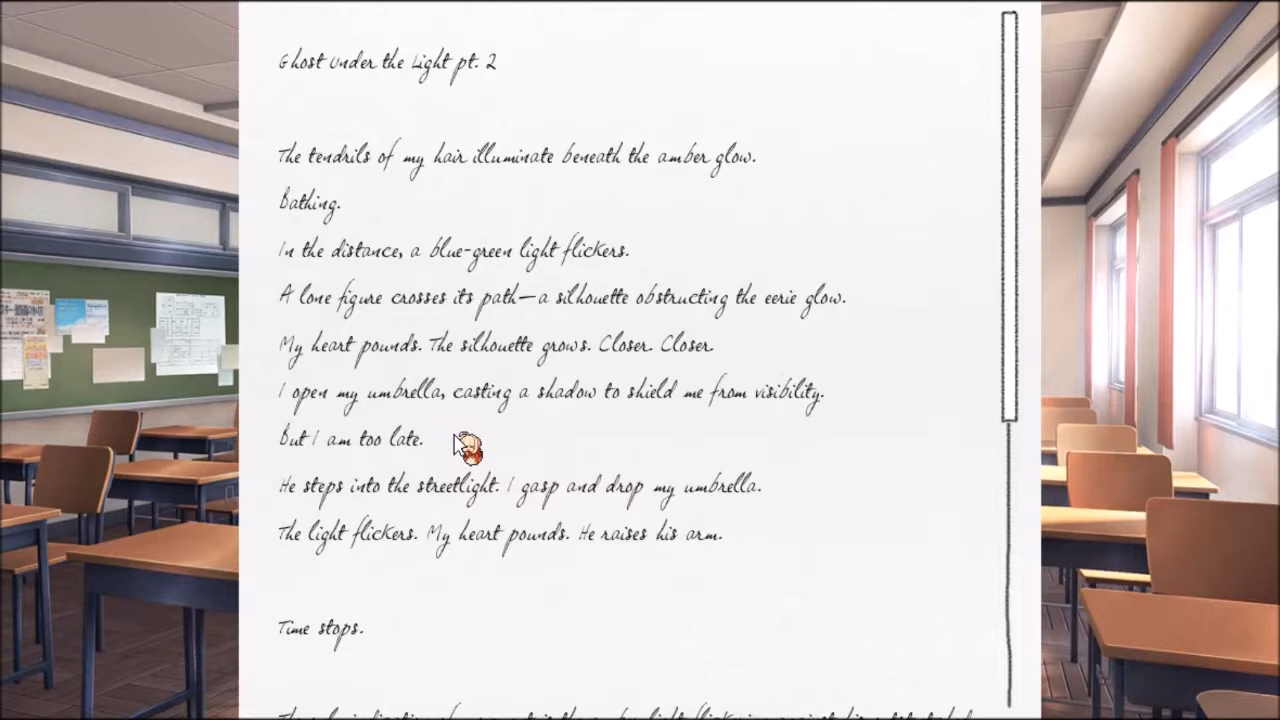 Ghost Under the Light pt. 2
The tendrils of my hair illuminate beneath the amber glow.
Bathing.
In the distance, a blue-green light flickers.
A lone figure crosses its path—a silhouette obstructing the eerie glow.
My heart pounds. The silhouette grows. Closer. Closer.
I open my umbrella, casting a shadow to shield me from visibility.
But I am too late.
He steps into the streetlight. I gasp and drop my umbrella.
The light flickers. My heart pounds. He raises his arm.
Time stops.